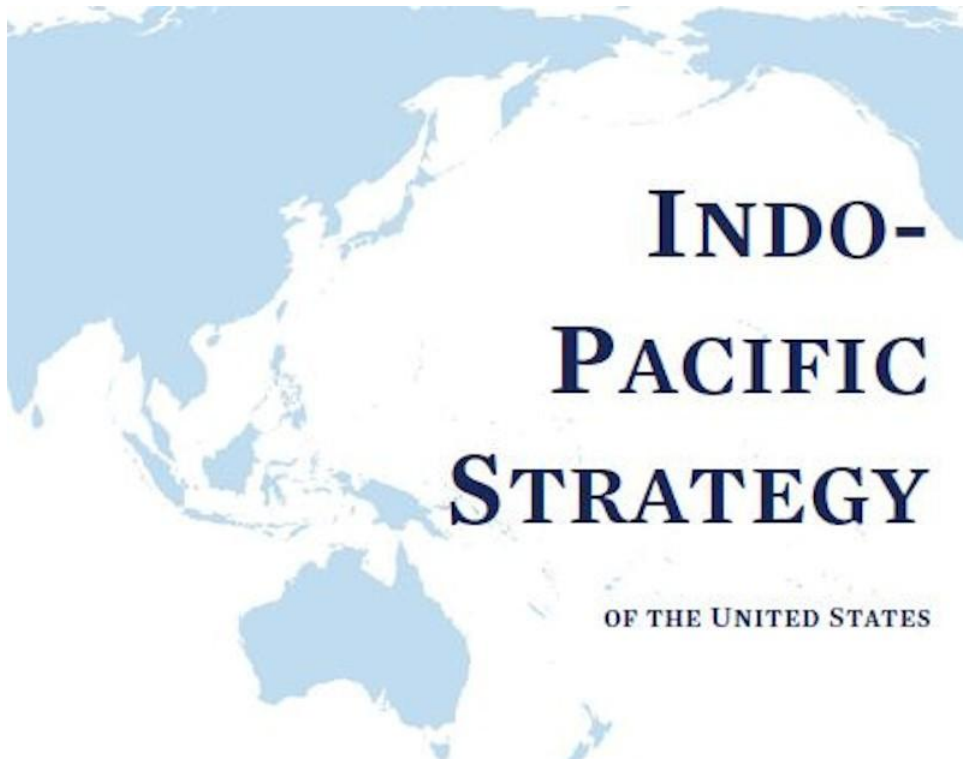 Indo-
Pacific
Strategy
of the United States